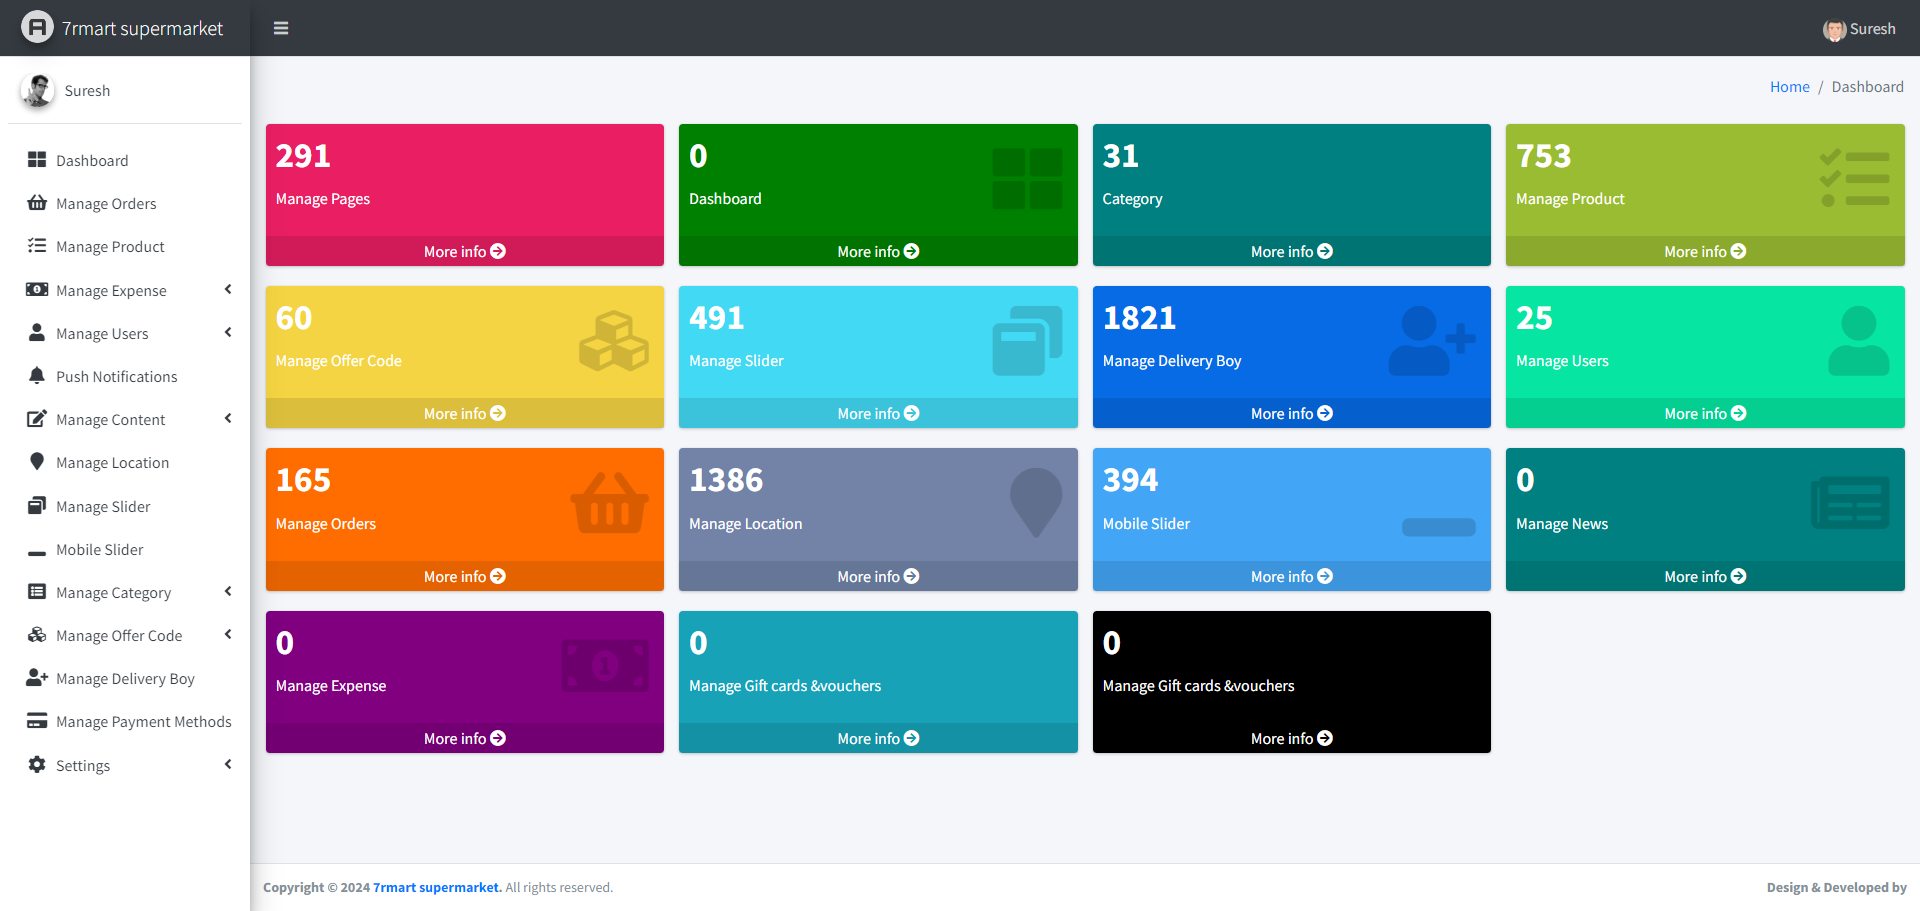 7rmart supermarket
Suresh
Suresh
Home / Dashboard
Dashboard
Manage Orders
Manage Product
Manage Expense
Manage Users
Push Notifications
Manage Content
Manage Location
Manage Slider
Mobile Slider
Manage Category
Manage Offer Code
Manage Delivery Boy
Manage Payment Methods
Settings
291
Manage Pages
More info
0
Dashboard
More info
31
Category
More info
753
Manage Product
More info
60
Manage Offer Code
More info
491
Manage Slider
More info
1821
Manage Delivery Boy
More info
25
Manage Users
More info
165
Manage Orders
More info
1386
Manage Location
More info
394
Mobile Slider
More info
0
Manage News
More info
0
Manage Expense
More info
0
Manage Gift cards &vouchers
More info
0
Manage Gift cards &vouchers
More info
Copyright © 2024 7rmart supermarket. All rights reserved.
Design & Developed by